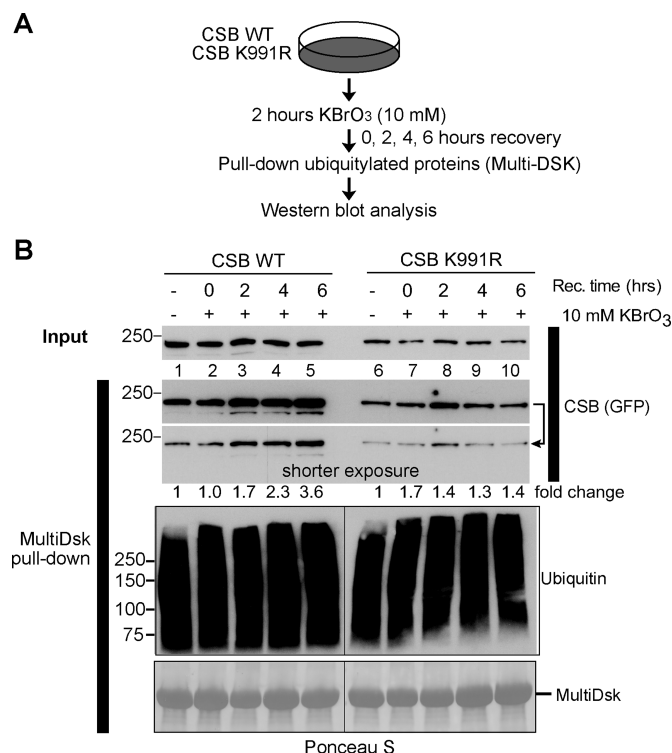 A
CSB WT
CSB K991R
2 hours KBrO3 (10 mM)
0, 2, 4, 6 hours recovery
Pull-down ubiquitylated proteins (Multi-DSK)
Western blot analysis
B
CSB WT CSB K991R
- 0 2 4 6 - 0 2 4 6 Rec. time (hrs)
- + + + + - + + + + 10 mM KBrO3
Input 250
1 2 3 4 5 6 7 8 9 10
250
CSB (GFP)
250
shorter exposure
1 1.0 1.7 2.3 3.6 1 1.7 1.4 1.3 1.4 fold change
MultiDsk
pull-down
250
150
100
75
Ubiquitin
MultiDsk
Ponceau S